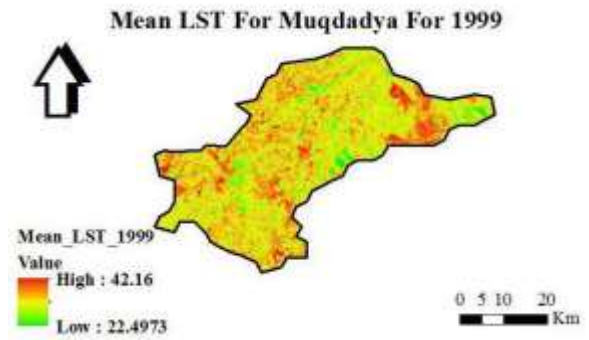 Mean LST For Muqdadya For 1999
Mean_LST_1999
Value
High : 42.16
Low : 22.4973
0 5 10 20
Km